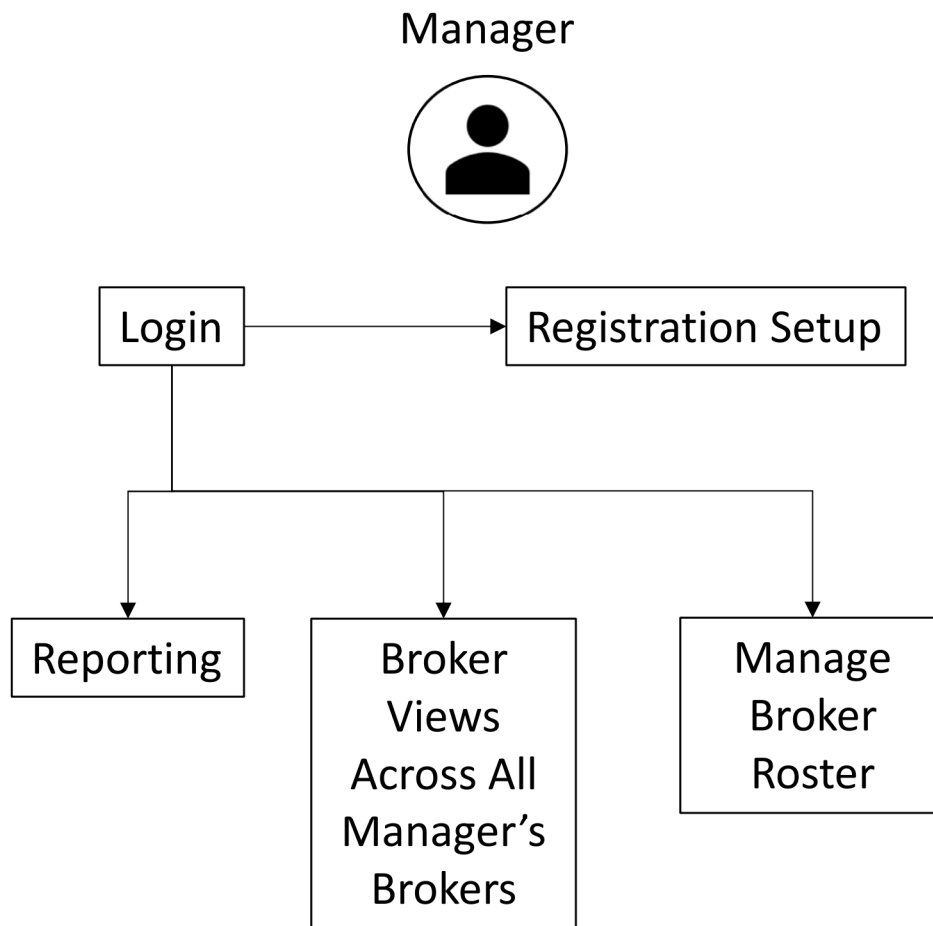 Manager
Login
Registration Setup
Reporting
Broker
Views
Across All
Manager’s
Brokers
Manage
Broker
Roster